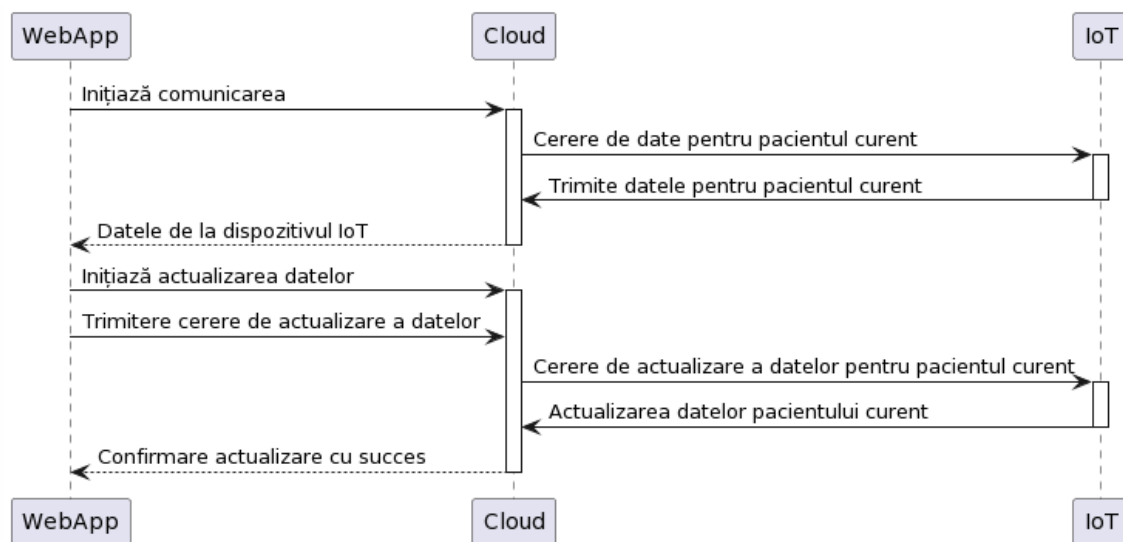 WebApp
Cloud
IoT
Inițiază comunicarea
Cerere de date pentru pacientul curent
Trimite datele pentru pacientul curent
Datele de la dispozitivul IoT
Inițiază actualizarea datelor
Trimitere cerere de actualizare a datelor
Cerere de actualizare a datelor pentru pacientul curent
Actualizarea datelor pacientului curent
Confirmare actualizare cu succes
WebApp
Cloud
IoT